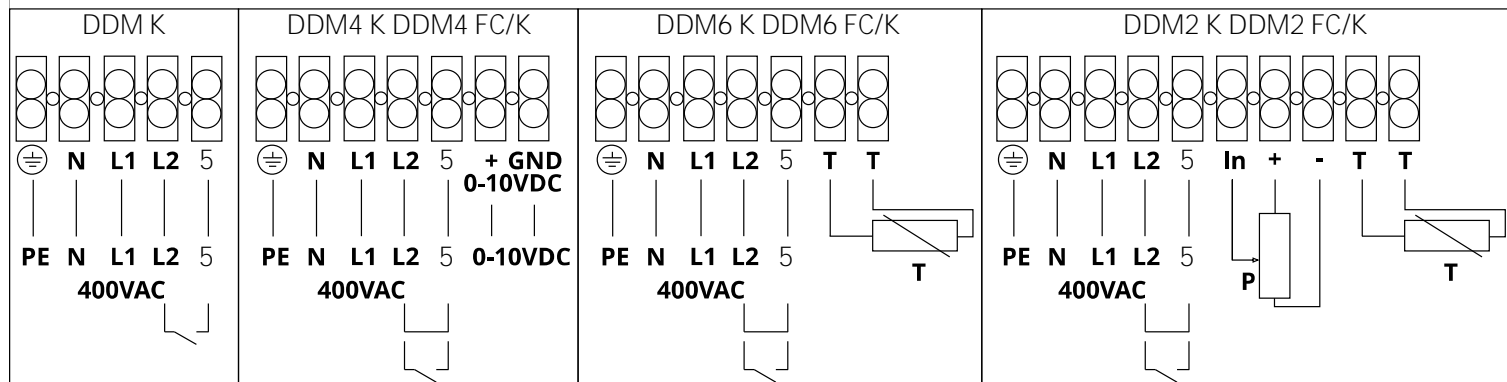 DDM K
DDM4 K DDM4 FC/K
DDM6 K DDM6 FC/K
DDM2 K DDM2 FC/K
N L1 L2 5
N L1 L2 5 + GND
0-10VDC
N L1 L2 5 T T
N L1 L2 5 In + - T T
PE N L1 L2 5
400VAC
PE N L1 L2 5 0-10VDC
400VAC
PE N L1 L2 5
400VAC
T
PE N L1 L2 5
400VAC
P
T